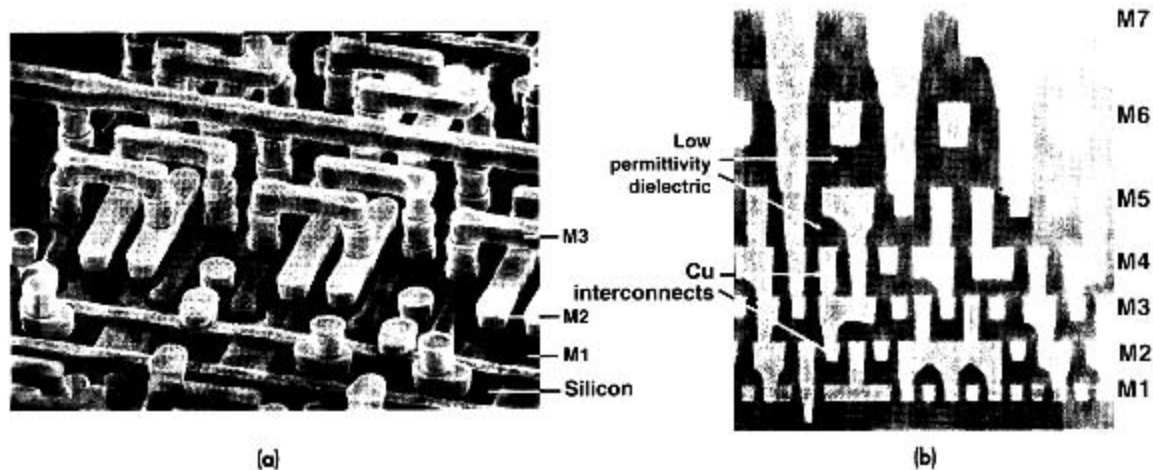 M3
M2
M1
Silicon
(a)
Low
permittivity
dielectric
Cu
interconnects
M7
M6
M5
M4
M3
M2
M1
(b)